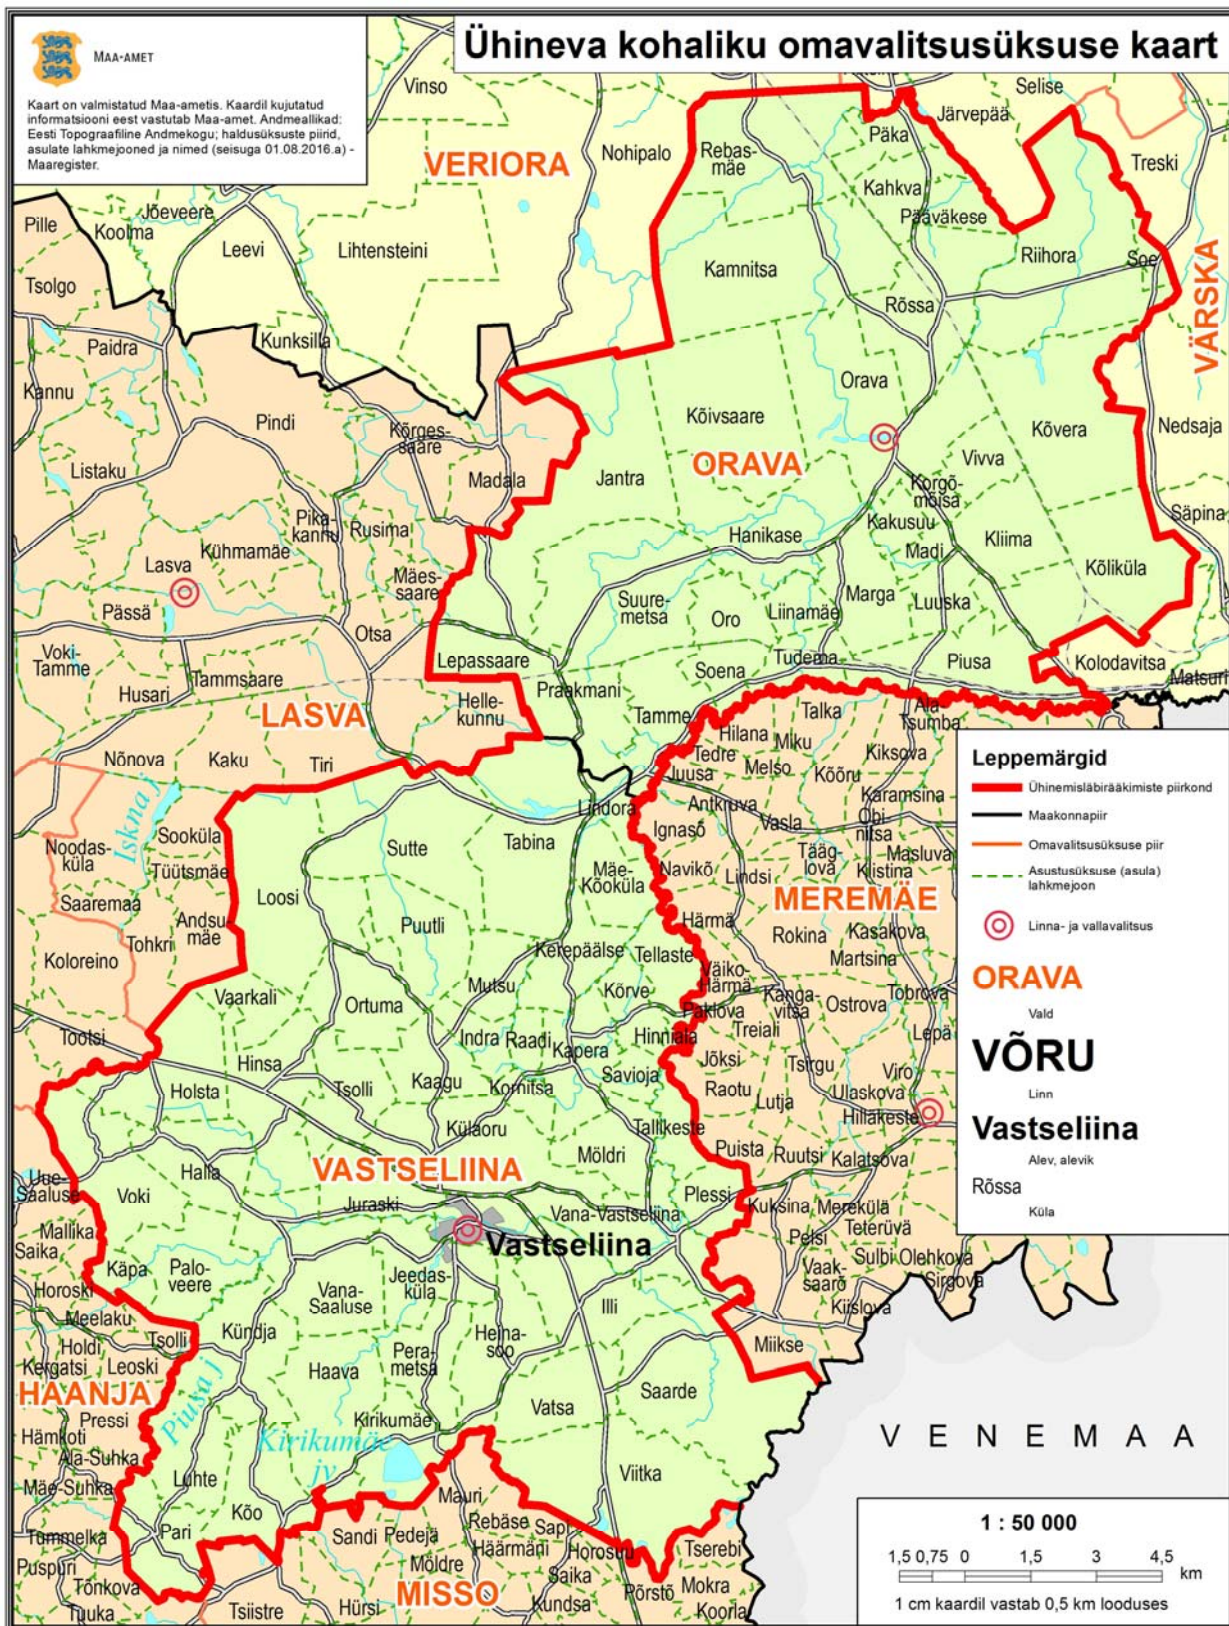 Ühineva kohaliku omavalitsusüksuse kaart
MAA-AMET
Kaart on valmistatud Maa-ametis. Kaardil kujutatud
informatsiooni eest vastutab Maa-amet. Andmeallikad:
Eesti Topograafiline Andmekogu; haldusüksuste piirid,
asulate lahkmejooned ja nimed (seisuga 01.08.2016.a) -
Maaregister.
Vinso
Selise
Järvepää
Päka
Nohipalo
Rebas-
mäe
VERIORA
Treski
Kahkva
Pääväkese
Jõeveere
Koolma
Pille
Leevi
Lihtensteini
Riihora
Soe
Kamnitsa
Tsolgo
Rõssa
VÄRSKA
Kunksilla
Paidra
Kannu
Orava
Kõivsaare
Pindi
Kõrges-
saare
Kõvera
Nedsaja
Vivva
ORAVA
Listaku
Madala
Jantra
Korgõ-
mõisa
Säpina
Pika-
kannu
Rusima
Kakusuu
Hanikase
Kliima
Kühmamäe
Madi
Lasva
Kõliküla
Mäes-
saare
Marga
Suure-
metsa
Luuska
Pässä
Liinamäe
Oro
Otsa
Voki-
Tamme
Lepassaare
Tudema
Piusa
Kolodavitsa
Soena
Tammsaare
Matsuri
Husari
Praakmani
Helle-
kunnu
LASVA
Tamme
Talka
Ala-
Tsumba
Hilana
Miku
Kiksova
Tedre
Nõnova
Kaku
Tiri
Juusa
Melso
Kõõru
Karamsina
Antkruva
Lindora
Obi-
nitsa
Vasla
Ignasõ
Iskna j
Sooküla
Tabina
Noodas-
küla
Sutte
Tääg-
lova
Masluva
Tüütsmäe
Mäe-
Kõoküla
Navikõ
Lindsi
Klistina
Loosi
MEREMÄE
Saaremaa
Andsu-
mäe
Härmä
Puutli
Rokina
Kasakova
Tohkri
Kerepäälse
Tellaste
Martsina
Koloreino
Väiko-
Härmä
Mutsu
Kõrve
Vaarkali
Kanga-
vitsa
Tobrova
Ortuma
Ostrova
Paklova
Treiali
Hinniala
Lepä
Tootsi
Indra
Raadi
Kapera
Jõksi
Tsirgu
Hinsa
Savioja
Viro
Raotu
Kaagu
Kornitsa
Tsolli
Holsta
Ulaskova
Lutja
Hilläkeste
Külaoru
Tallikeste
Puista
Ruutsi
Kalatsova
Möldri
VASTSELIINA
Halla
Uue-
Saaluse
Voki
Plessi
Juraski
Kuksina
Merekülä
Vana-Vastseliina
Teterüvä
Mallika
Vastseliina
Pelsi
Saika
Sulbi
Olehkova
Käpa
Palo-
veere
Jeedas-
küla
Vaak-
saarõ
Sirgova
Horoski
Vana-
Saaluse
Illi
Kiislova
Meelaku
Tsolli
Kündja
Heina-
soo
Miikse
Holdi
Pera-
metsa
Kergatsi
Leoski
Haava
Saarde
HAANJA
Piusa j
Vatsa
Pressi
Kirikumäe
Hämkoti
Kirikumäe
jv
VENEMAA
Ala-Suhka
Luhte
Viitka
Mäe-Suhka
Mauri
Kõo
Rebäse
Pari
Sandi
Pedejä
Sapi
Tummelka
Häärmäni
Horosuu
Tserebi
Puspuri
Möldre
Saika
MISSO
Tõnkova
Põrstõ
Mokra
Tuuka
Tsiistre
Hürsi
Kundsa
Koorla
Leppemärgid
Ühinemisläbirääkimiste piirkond
Maakonnapiir
Omavalitsusüksuse piir
Asustusüksuse (asula)
lahkmejoon
Linna- ja vallavalitsus
ORAVA
Vald
VÕRU
Linn
Vastseliina
Alev, alevik
Rõssa
Küla
1 : 50 000
1,5 0,75 0 1,5 3 4,5
km
1 cm kaardil vastab 0,5 km looduses